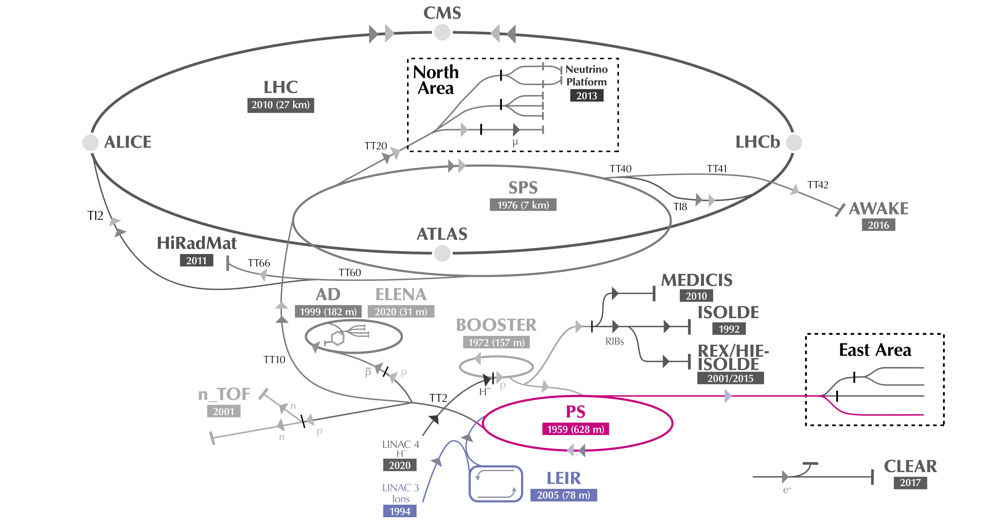 CMS
North
Area
Neutrino
Platform
2013
μ
LHC
2010 (27 km)
ALICE
LHCb
TT20
TT40
TT41
TT42
SPS
1976 (7 km)
TI8
AWAKE
2016
TI2
ATLAS
HiRadMat
2011
TT66
TT60
AD
1999 (182 m)
ELENA
2020 (31 m)
MEDICIS
2010
ISOLDE
1992
RIBs
REX/HIE-
ISOLDE
2001/2015
BOOSTER
1972 (157 m)
East Area
TT10
p̅
p
H⁻
p
n_TOF
2001
n
n
p
TT2
PS
1959 (628 m)
LINAC 4
H⁻
2020
LINAC 3
Ions
1994
LEIR
2005 (78 m)
CLEAR
2017
e⁻